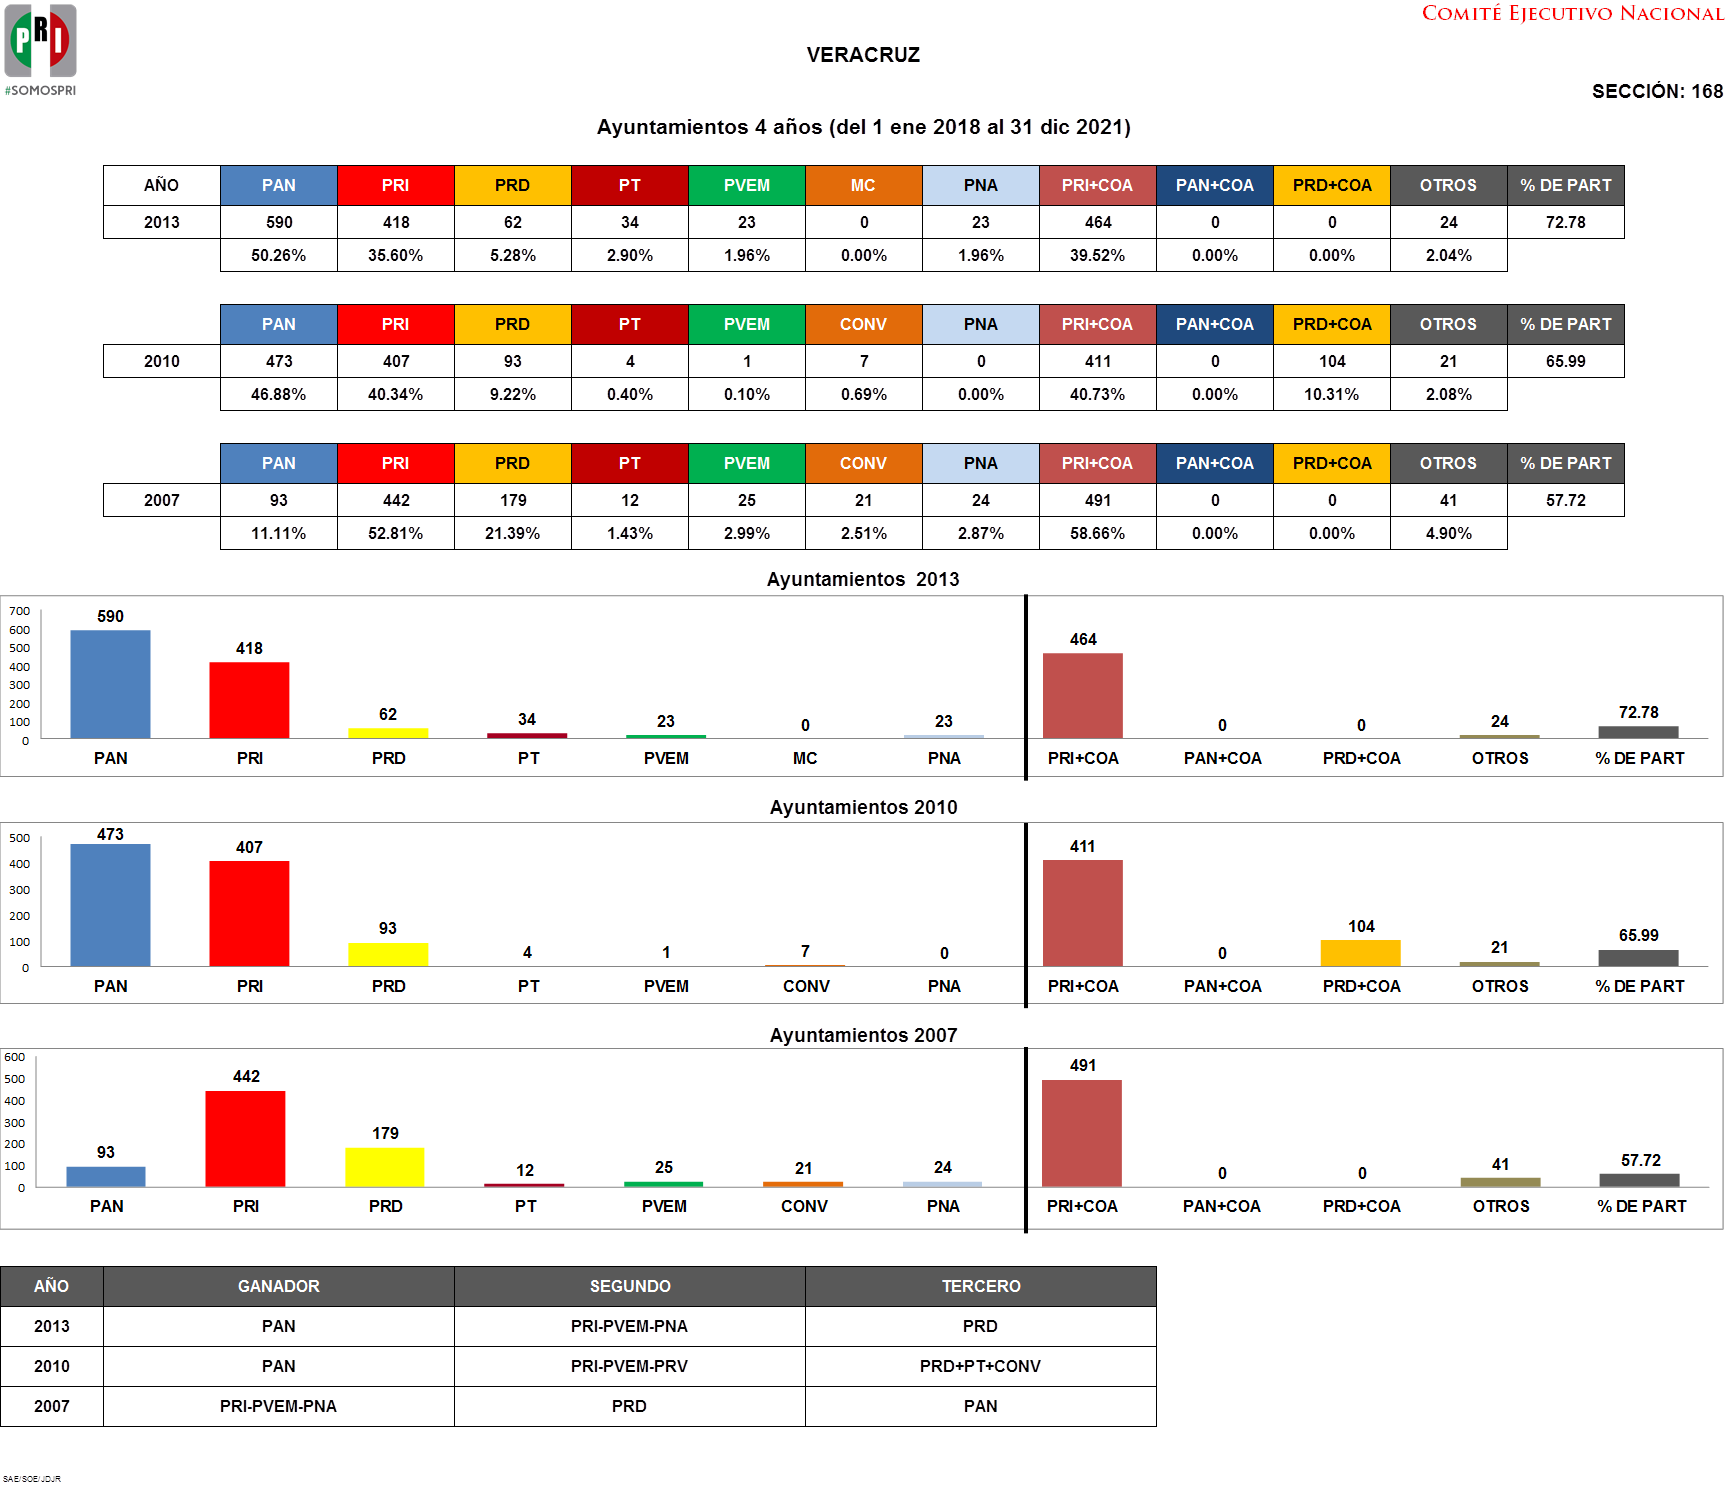 PRI
#SOMOSPRI
COMITÉ EJECUTIVO NACIONAL
VERACRUZ
SECCIÓN: 168
Ayuntamientos 4 años (del 1 ene 2018 al 31 dic 2021)
AÑO PAN PRI PRD PT PVEM MC PNA PRI+COA PAN+COA PRD+COA OTROS % DE PART
2013 590 418 62 34 23 0 23 464 0 0 24 72.78
50.26% 35.60% 5.28% 2.90% 1.96% 0.00% 1.96% 39.52% 0.00% 0.00% 2.04%
PAN PRI PRD PT PVEM CONV PNA PRI+COA PAN+COA PRD+COA OTROS % DE PART
2010 473 407 93 4 1 7 0 411 0 104 21 65.99
46.88% 40.34% 9.22% 0.40% 0.10% 0.69% 0.00% 40.73% 0.00% 10.31% 2.08%
PAN PRI PRD PT PVEM CONV PNA PRI+COA PAN+COA PRD+COA OTROS % DE PART
2007 93 442 179 12 25 21 24 491 0 0 41 57.72
11.11% 52.81% 21.39% 1.43% 2.99% 2.51% 2.87% 58.66% 0.00% 0.00% 4.90%
Ayuntamientos 2013
700
600
500
400
300
200
100
0
590 418 62 34 23 0 23 464 0 0 24 72.78
PAN PRI PRD PT PVEM MC PNA PRI+COA PAN+COA PRD+COA OTROS % DE PART
Ayuntamientos 2010
500
400
300
200
100
0
473 407 93 4 1 7 0 411 0 104 21 65.99
PAN PRI PRD PT PVEM CONV PNA PRI+COA PAN+COA PRD+COA OTROS % DE PART
Ayuntamientos 2007
600
500
400
300
200
100
0
93 442 179 12 25 21 24 491 0 0 41 57.72
PAN PRI PRD PT PVEM CONV PNA PRI+COA PAN+COA PRD+COA OTROS % DE PART
AÑO GANADOR SEGUNDO TERCERO
2013 PAN PRI-PVEM-PNA PRD
2010 PAN PRI-PVEM-PRV PRD+PT+CONV
2007 PRI-PVEM-PNA PRD PAN
SAE/SOE/JDJR